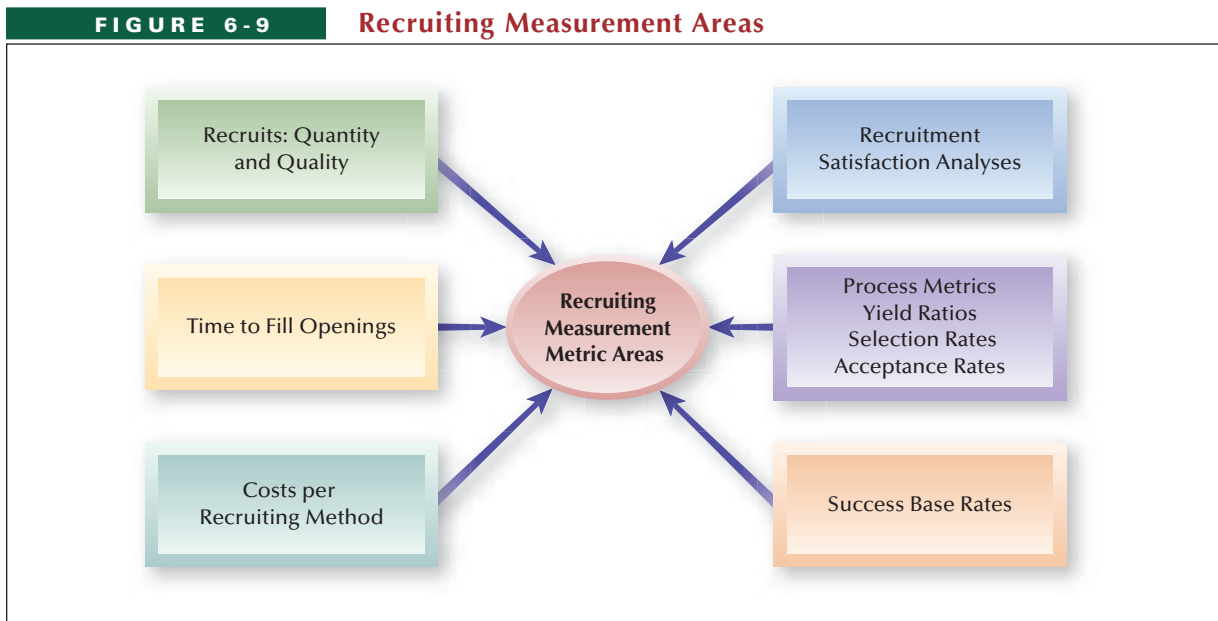 FIGURE 6-9
Recruiting Measurement Areas
Recruits: Quantity
and Quality
Recruitment
Satisfaction Analyses
Time to Fill Openings
Recruiting
Measurement
Metric Areas
Process Metrics
Yield Ratios
Selection Rates
Acceptance Rates
Costs per
Recruiting Method
Success Base Rates